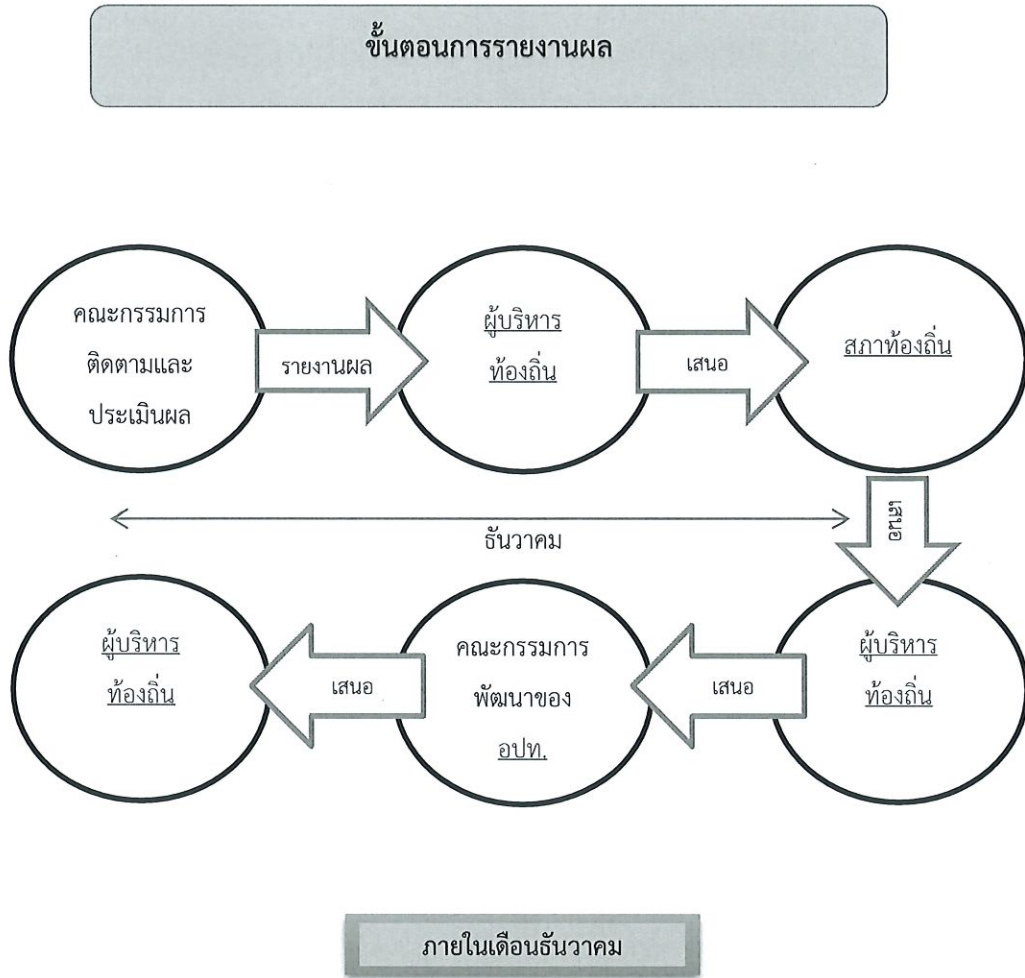 ขั้นตอนการรายงานผล
คณะกรรมการ
ติดตามและ
ประเมินผล
รายงานผล
ผู้บริหาร
ท้องถิ่น
เสนอ
สภาท้องถิ่น
เสนอ
ธันวาคม
ผู้บริหาร
ท้องถิ่น
เสนอ
คณะกรรมการ
พัฒนาของ
อปท.
เสนอ
ผู้บริหาร
ท้องถิ่น
ภายในเดือนธันวาคม